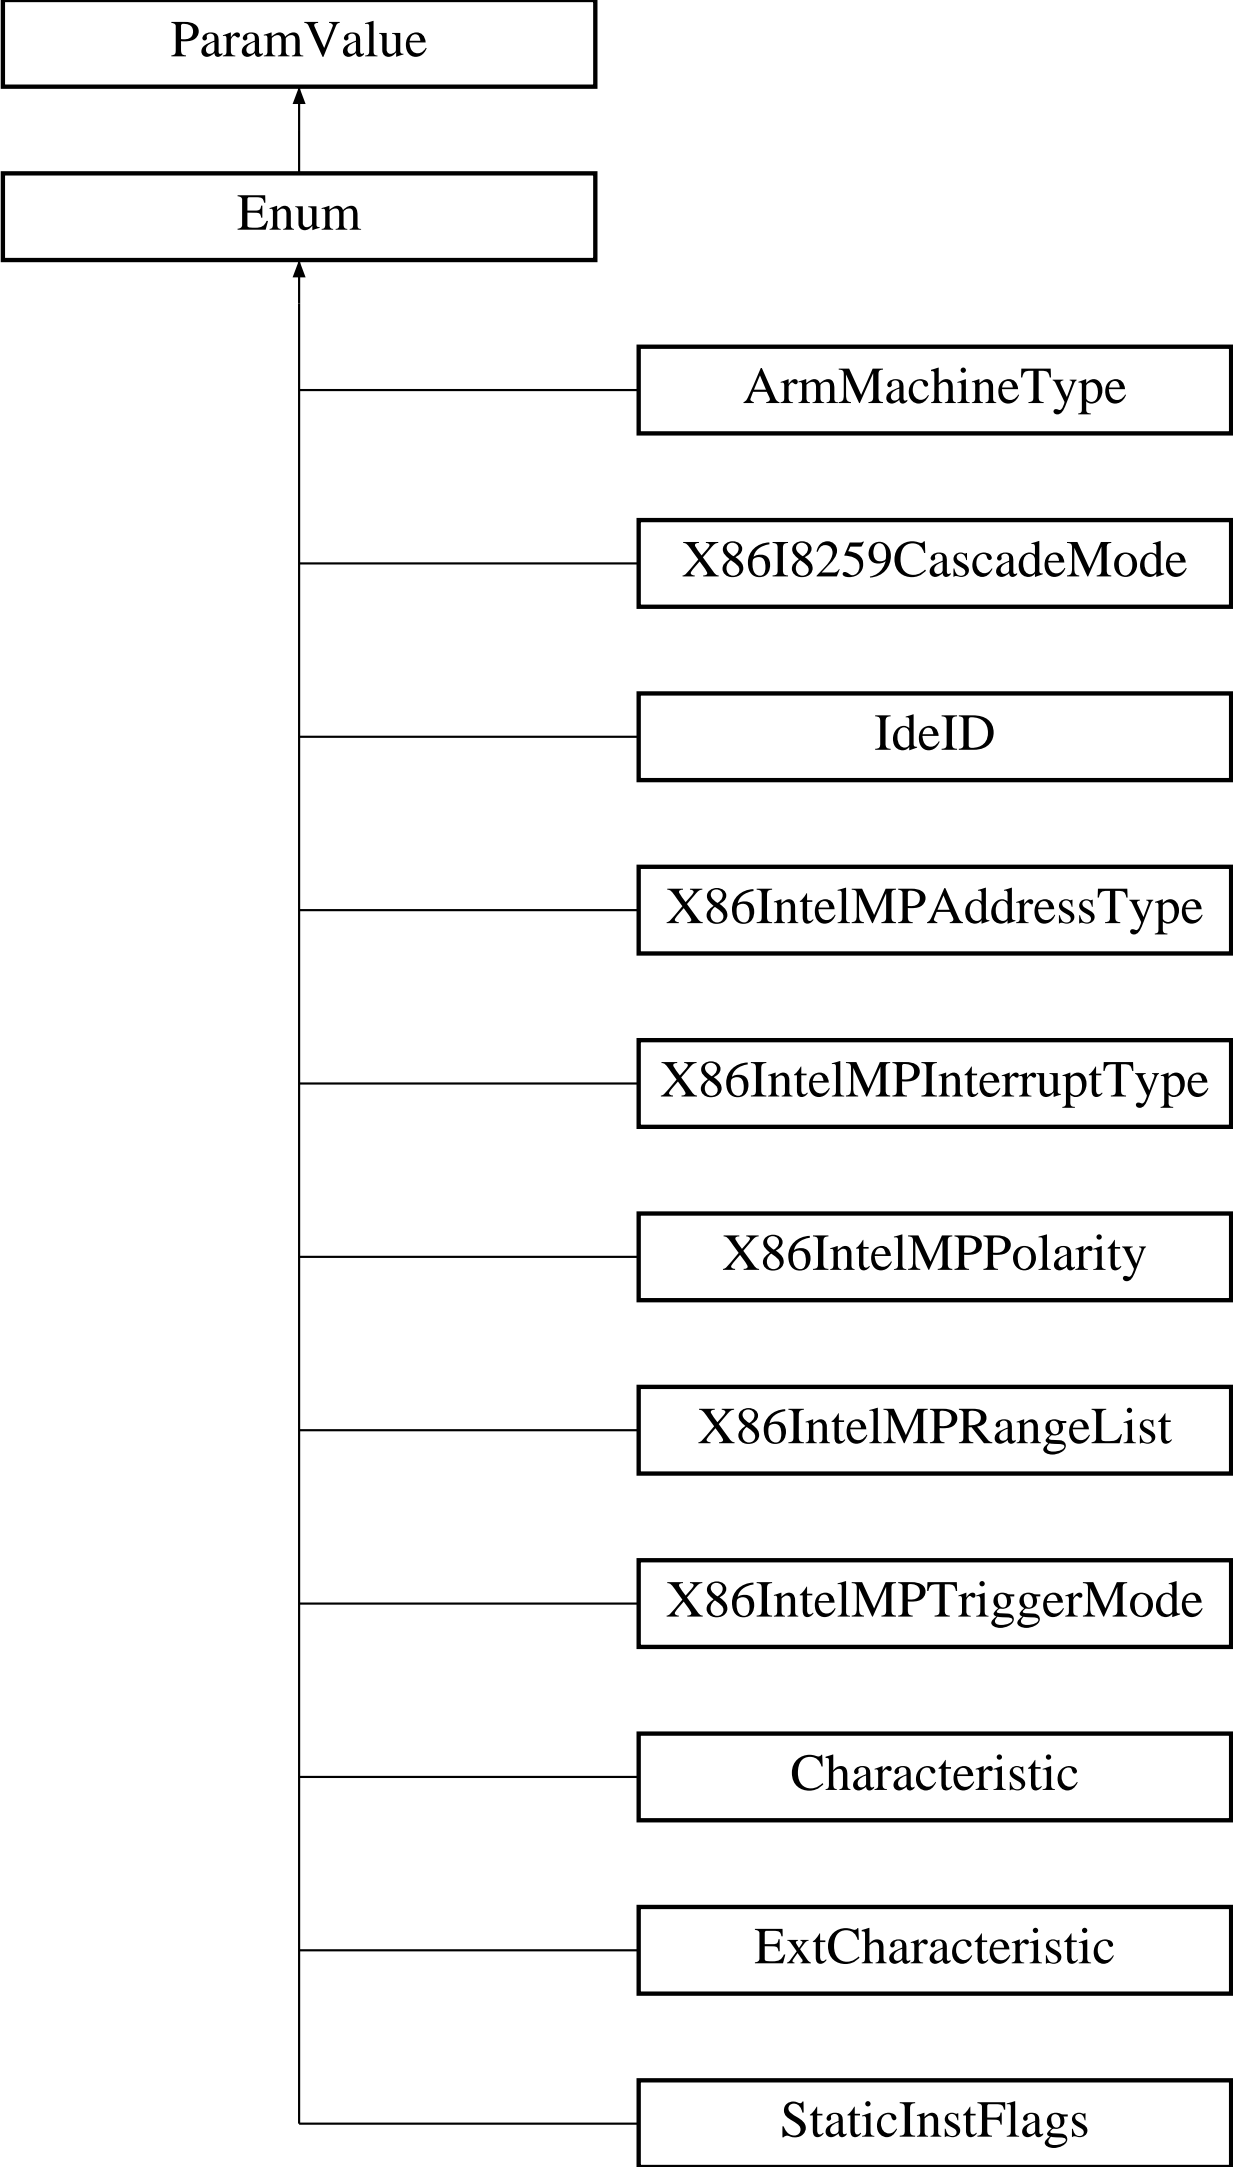 ParamValue
Enum
ArmMachineType
X86I8259CascadeMode
IdeID
X86IntelMPAddressType
X86IntelMPInterruptType
X86IntelMPPolarity
X86IntelMPRangeList
X86IntelMPTriggerMode
Characteristic
ExtCharacteristic
StaticInstFlags